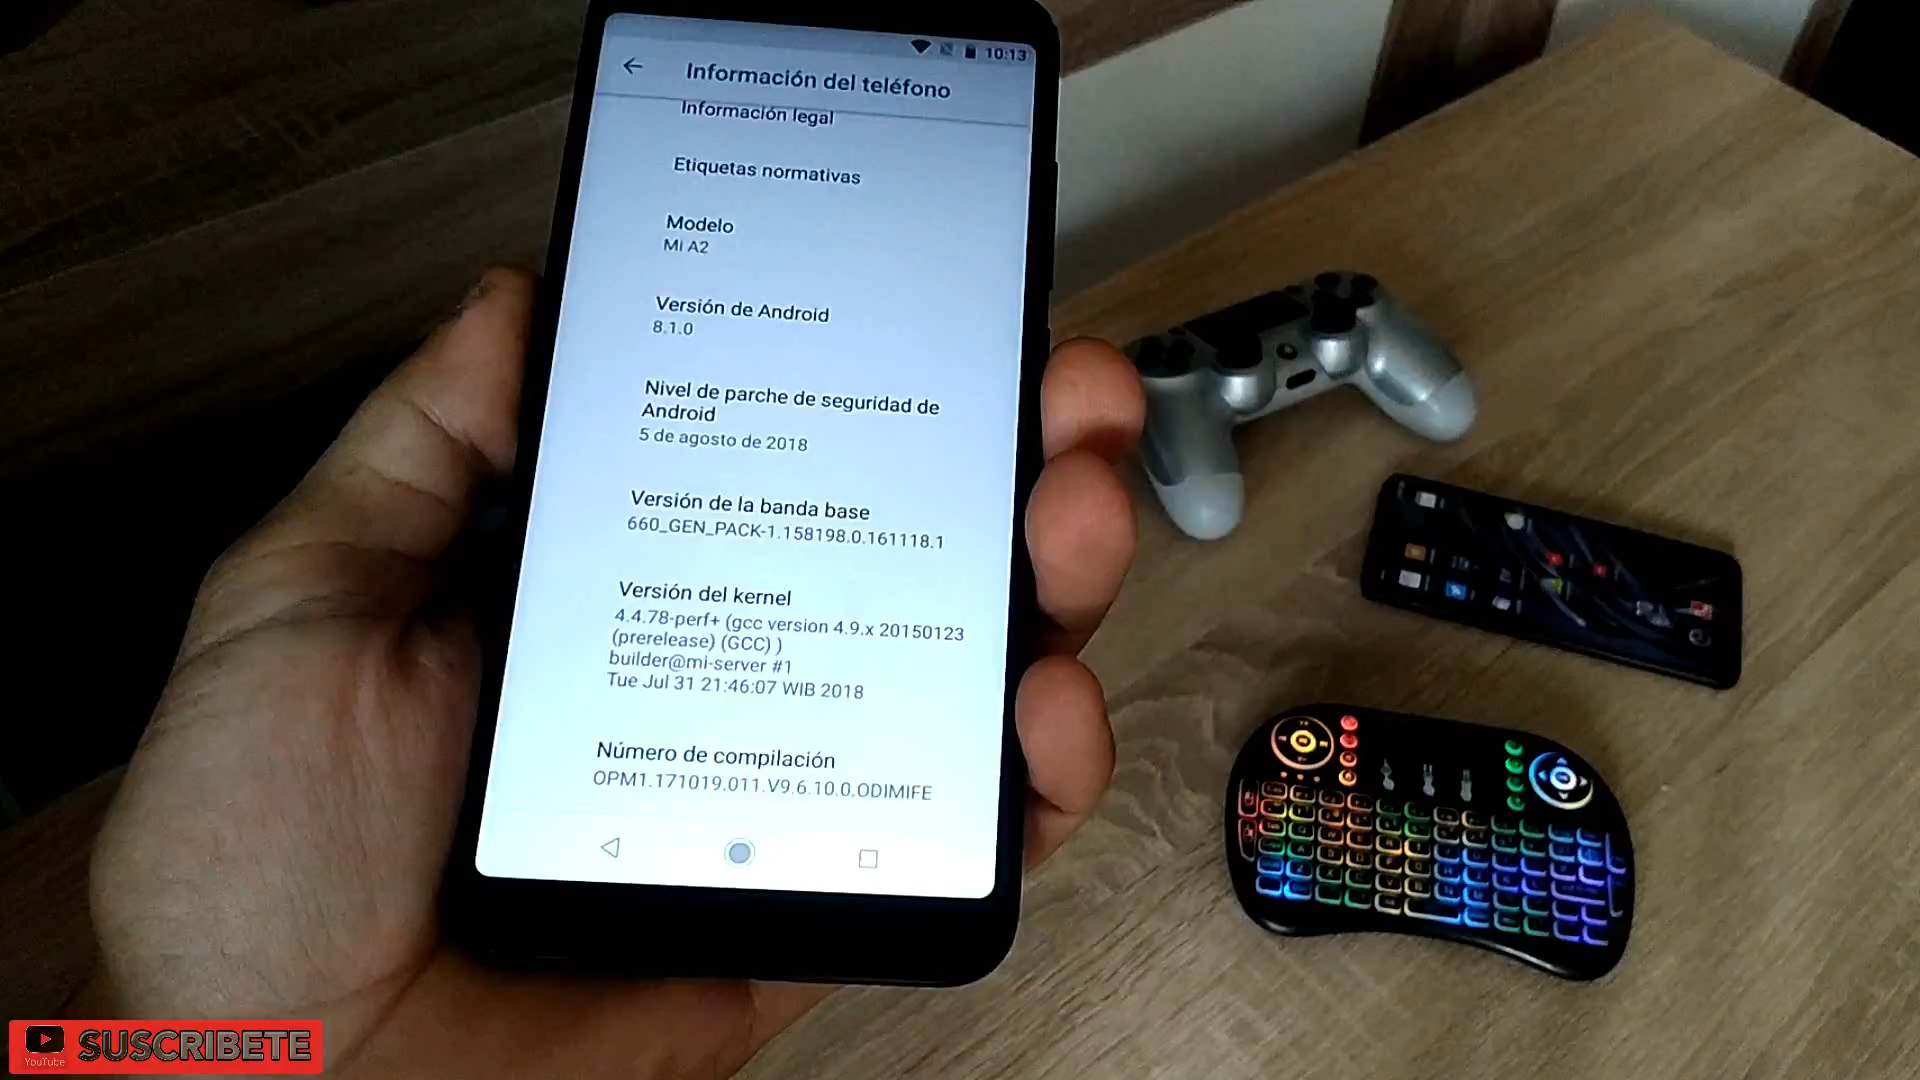 10:13
Información del teléfono
Información legal
Etiquetas normativas
Modelo
Mi A2
Versión de Android
8.1.0
Nivel de parche de seguridad de
Android
5 de agosto de 2018
Versión de la banda base
660_GEN_PACK-1.158198.0.161118.1
Versión del kernel
4.4.78-perf+ (gcc version 4.9.x 20150123
(prerelease) (GCC) )
builder@mi-server #1
Tue Jul 31 21:46:07 WIB 2018
Número de compilación
OPM1.171019.011.V9.6.10.0.ODIMIFE
YouTube
SUSCRIBETE